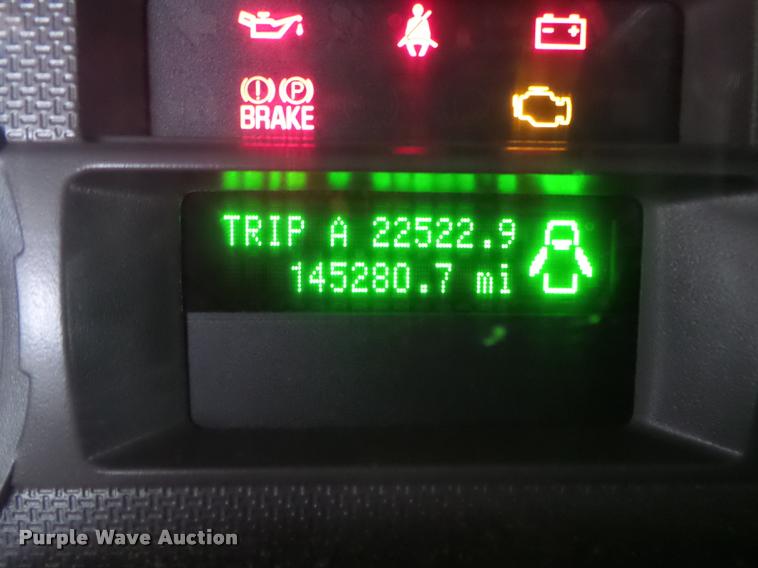 (!) (P)
BRAKE
TRIP A 22522.9
145280.7 mi
Purple Wave Auction